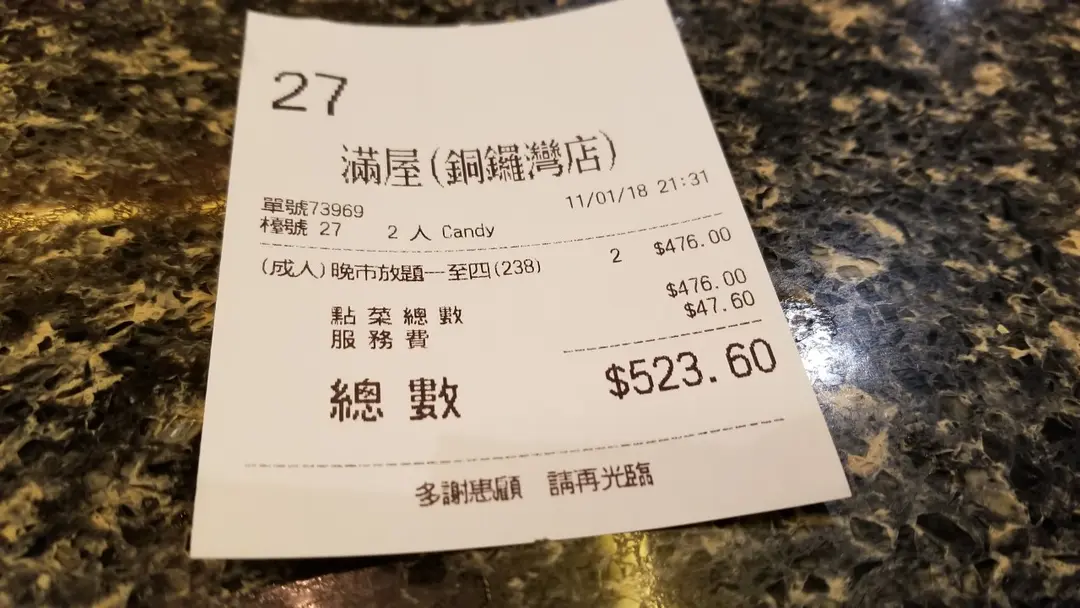 27
滿屋(銅鑼灣店)
單號73969 11/01/18 21:31
檯號 27 2 人 Candy
(成人)晚市放題一至四(238) 2 $476.00
點菜總數 $476.00
服務費 $47.60
總數 $523.60
多謝惠顧 請再光臨